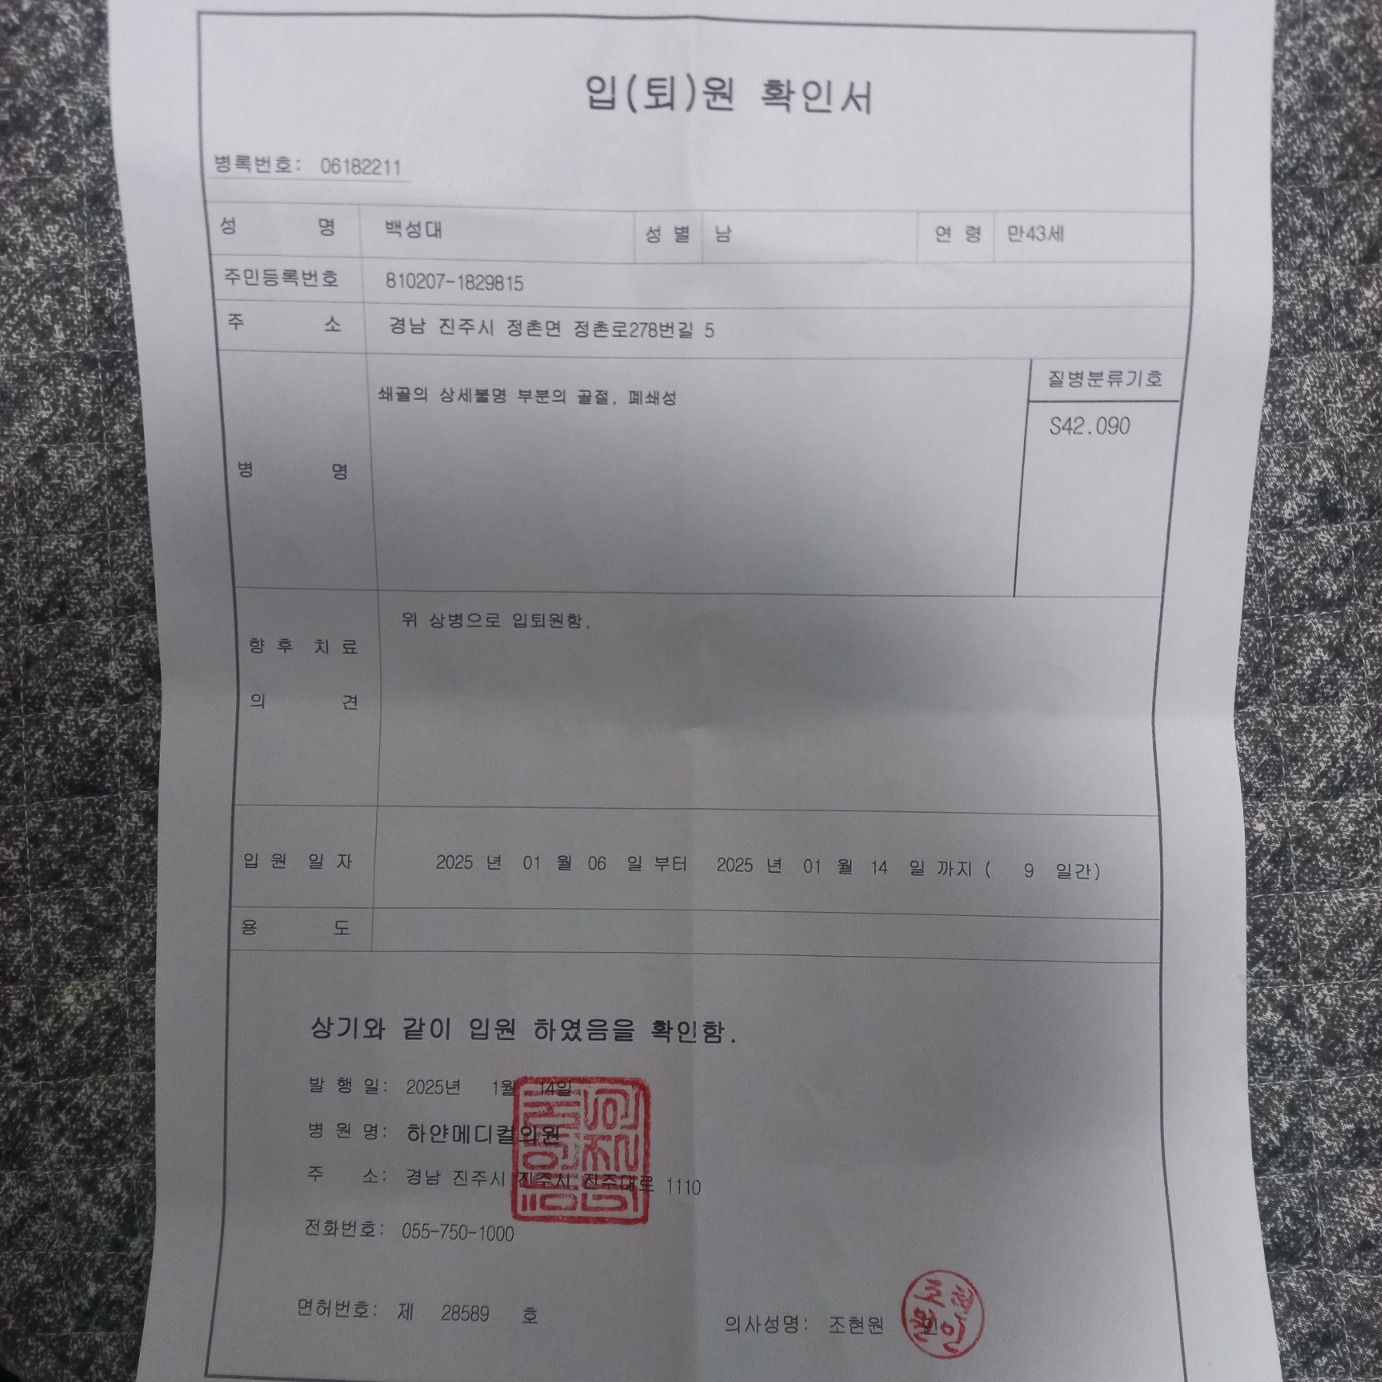 입(퇴)원 확인서
병록번호: 06182211
성 명 백성대 성 별 남 연 령 만43세
주민등록번호 810207-1829815
주 소 경남 진주시 정촌면 정촌로278번길 5
병 명 쇄골의 상세불명 부분의 골절, 폐쇄성 질병분류기호
S42.090
향 후 치 료 위 상병으로 입퇴원함.
의 견
입 원 일 자 2025 년 01 월 06 일 부터 2025 년 01 월 14 일 까지 ( 9 일간)
용 도
상기와 같이 입원 하였음을 확인함.
발 행 일: 2025년 1월 14일
병 원 명: 하얀메디컬의원
주 소: 경남 진주시 진주시 진주대로 1110
전화번호: 055-750-1000
면허번호: 제 28589 호
의사성명: 조현원 인